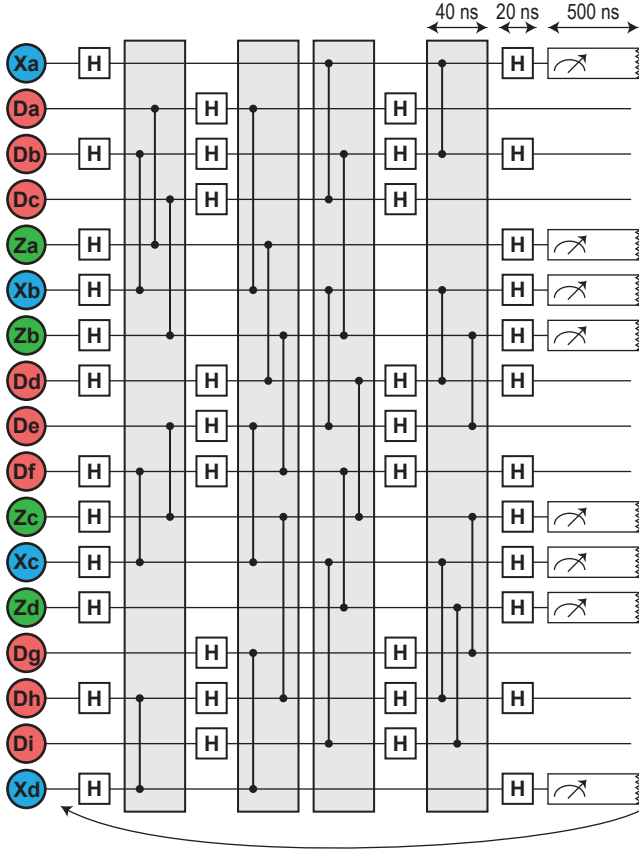 40 ns 20 ns 500 ns
Xa H H
Da H H
Db H H H H
Dc H H
Za H H
Xb H H
Zb H H
Dd H H H H
De H H
Df H H H H
Zc H H
Xc H H
Zd H H
Dg H H
Dh H H H H
Di H H
Xd H H